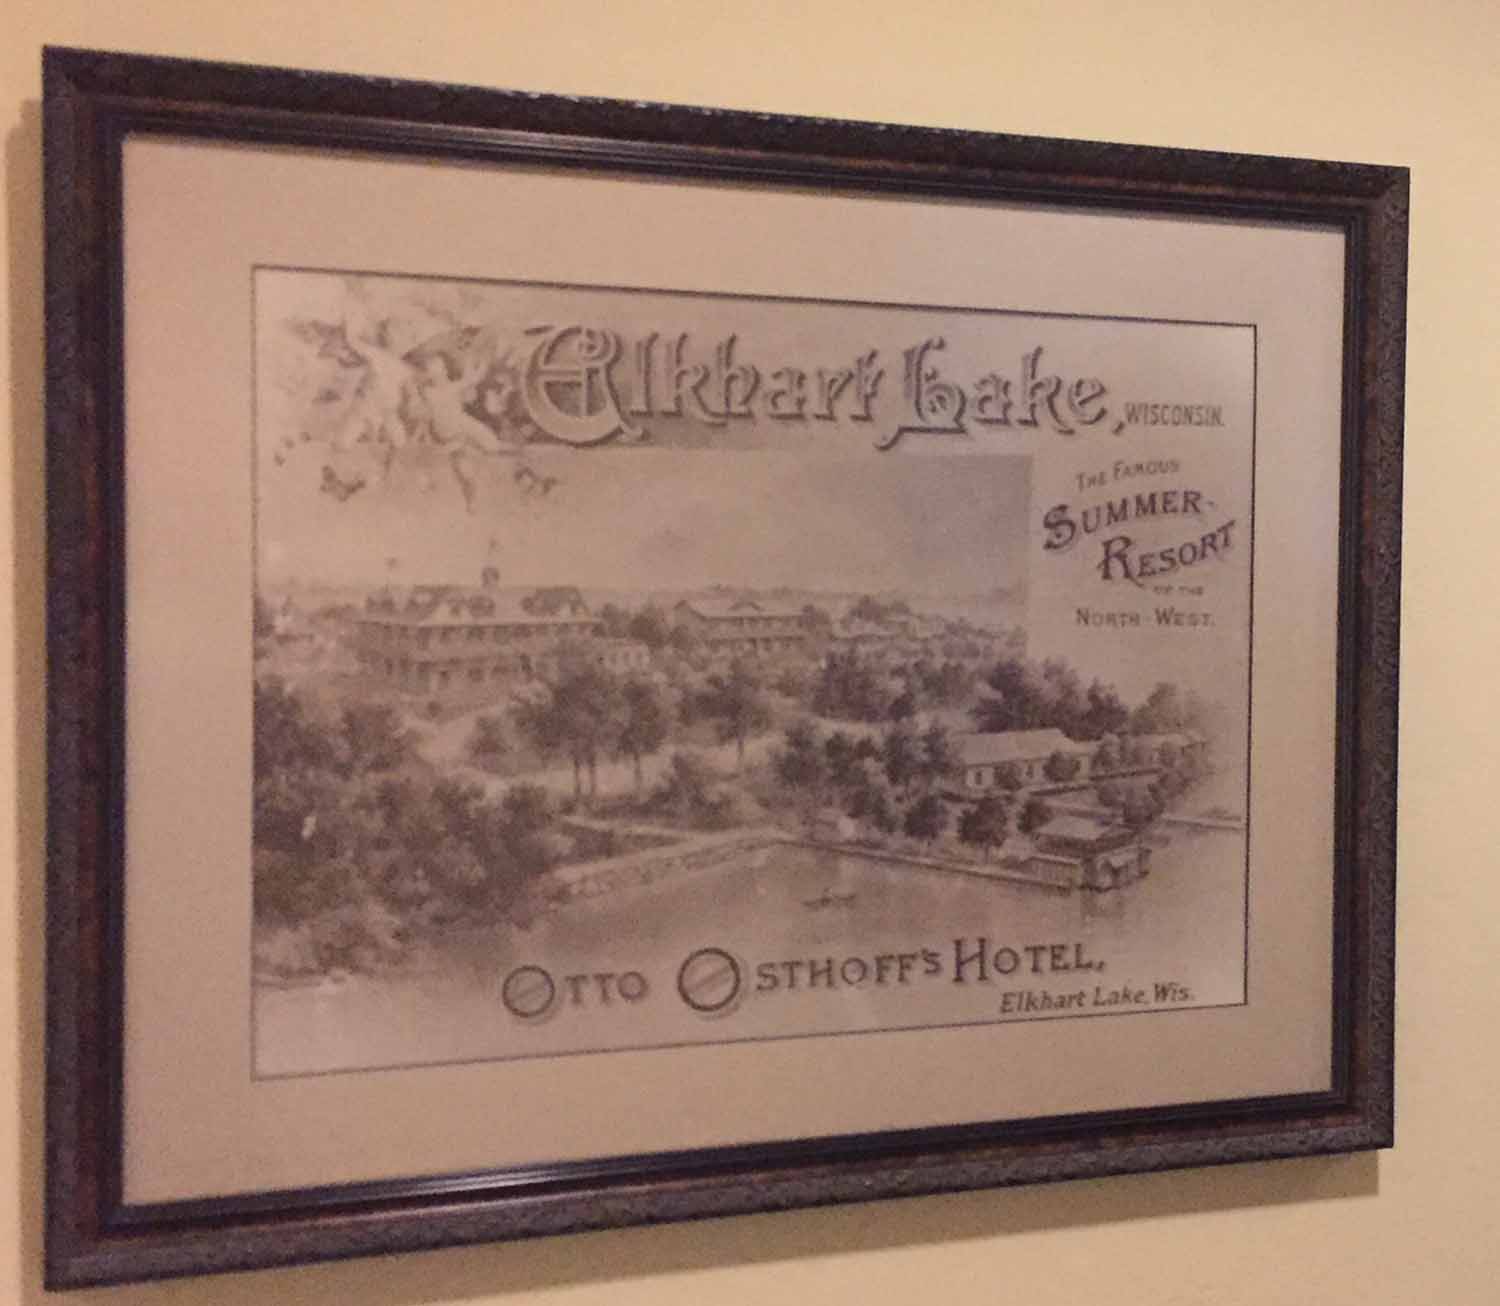 Elkhart Lake, WISCONSIN.
THE FAMOUS
SUMMER-
RESORT
OF THE
NORTH-WEST.
OTTO OSTHOFF'S HOTEL,
Elkhart Lake, Wis.